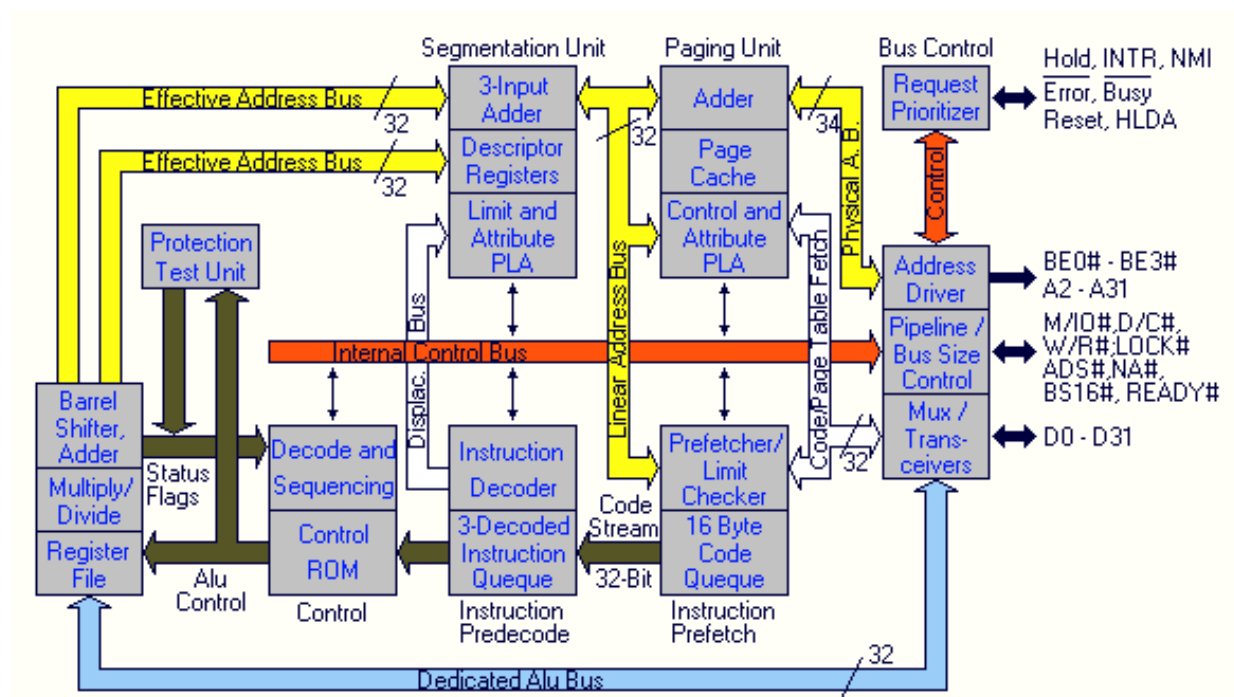 Segmentation Unit
Paging Unit
Bus Control
3-Input
Adder
Descriptor
Registers
Limit and
Attribute
PLA
Adder
Page
Cache
Control and
Attribute
PLA
Request
Prioritizer
Hold, INTR, NMI
Error, Busy
Reset, HLDA
Effective Address Bus
32
Effective Address Bus
32
32
34
Physical A. B.
Control
Protection
Test Unit
Address
Driver
Pipeline /
Bus Size
Control
Mux /
Trans-
ceivers
BE0# - BE3#
A2 - A31
M/IO#,D/C#,
W/R#;LOCK#
ADS#,NA#,
BS16#, READY#
D0 - D31
Internal Control Bus
Displac. Bus
Linear Address Bus
Code/Page Table Fetch
32
Barrel
Shifter,
Adder
Multiply/
Divide
Register
File
Status
Flags
Alu
Control
Decode and
Sequencing
Control
ROM
Control
Instruction
Decoder
3-Decoded
Instruction
Queque
Instruction
Predecode
Code
Stream
32-Bit
Prefetcher/
Limit
Checker
16 Byte
Code
Queque
Instruction
Prefetch
Dedicated Alu Bus
32